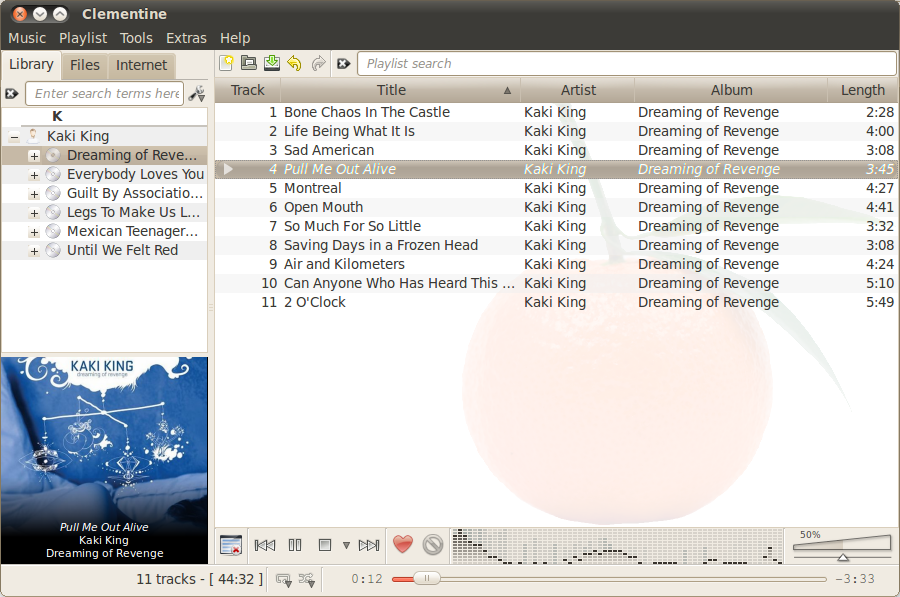 Clementine
Music Playlist Tools Extras Help
Library Files Internet
Playlist search
Enter search terms here
Track Title Artist Album Length
K
Kaki King
Dreaming of Reve...
Everybody Loves You
Guilt By Associatio...
Legs To Make Us L...
Mexican Teenager...
Until We Felt Red
1 Bone Chaos In The Castle Kaki King Dreaming of Revenge 2:28
2 Life Being What It Is Kaki King Dreaming of Revenge 4:00
3 Sad American Kaki King Dreaming of Revenge 3:08
4 Pull Me Out Alive Kaki King Dreaming of Revenge 3:45
5 Montreal Kaki King Dreaming of Revenge 4:27
6 Open Mouth Kaki King Dreaming of Revenge 4:41
7 So Much For So Little Kaki King Dreaming of Revenge 3:32
8 Saving Days in a Frozen Head Kaki King Dreaming of Revenge 3:08
9 Air and Kilometers Kaki King Dreaming of Revenge 4:24
10 Can Anyone Who Has Heard This ... Kaki King Dreaming of Revenge 5:10
11 2 O'Clock Kaki King Dreaming of Revenge 5:49
KAKI KING
dreaming of revenge
Pull Me Out Alive
Kaki King
Dreaming of Revenge
50%
11 tracks - [ 44:32 ]
0:12
-3:33